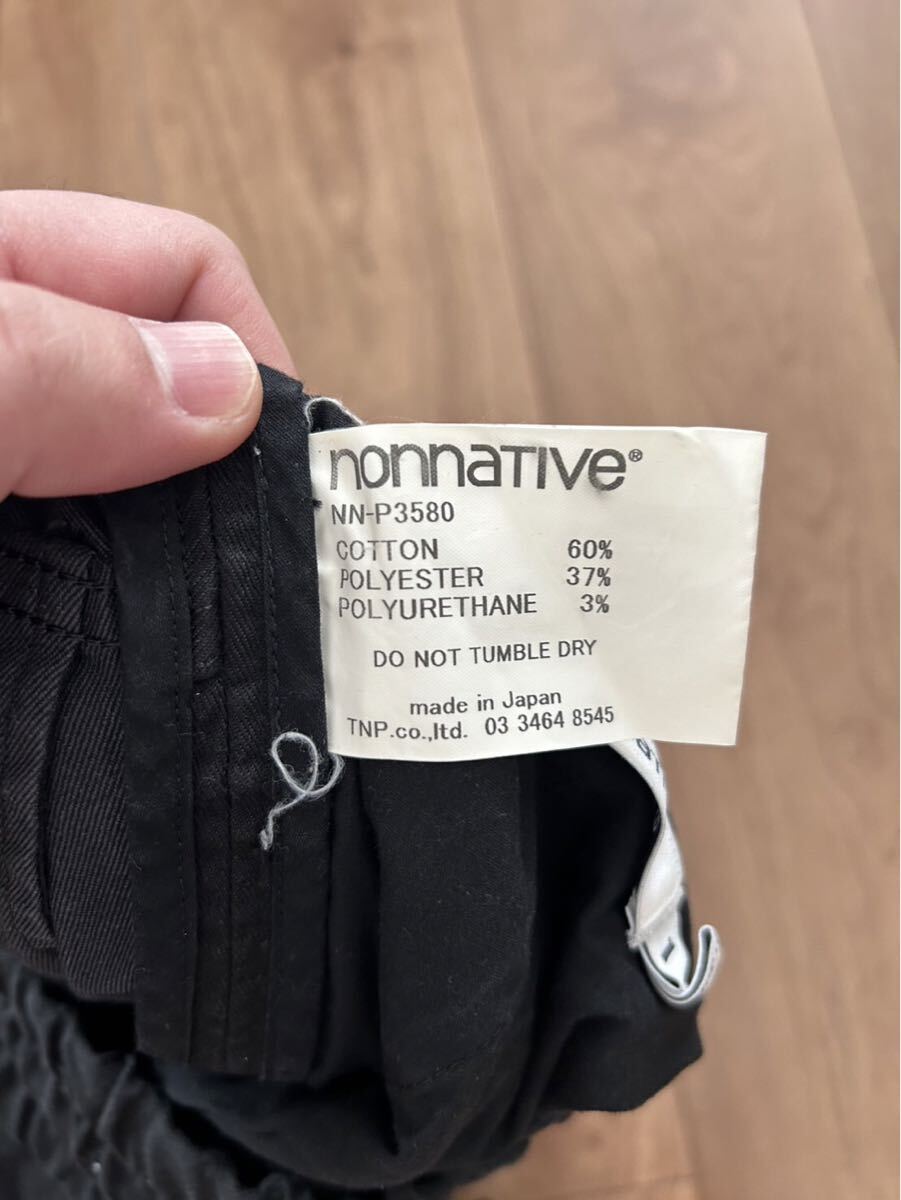 nonnative®
NN-P3580
COTTON 60%
POLYESTER 37%
POLYURETHANE 3%
DO NOT TUMBLE DRY
made in Japan
TNP.co.,ltd. 03 3464 8545